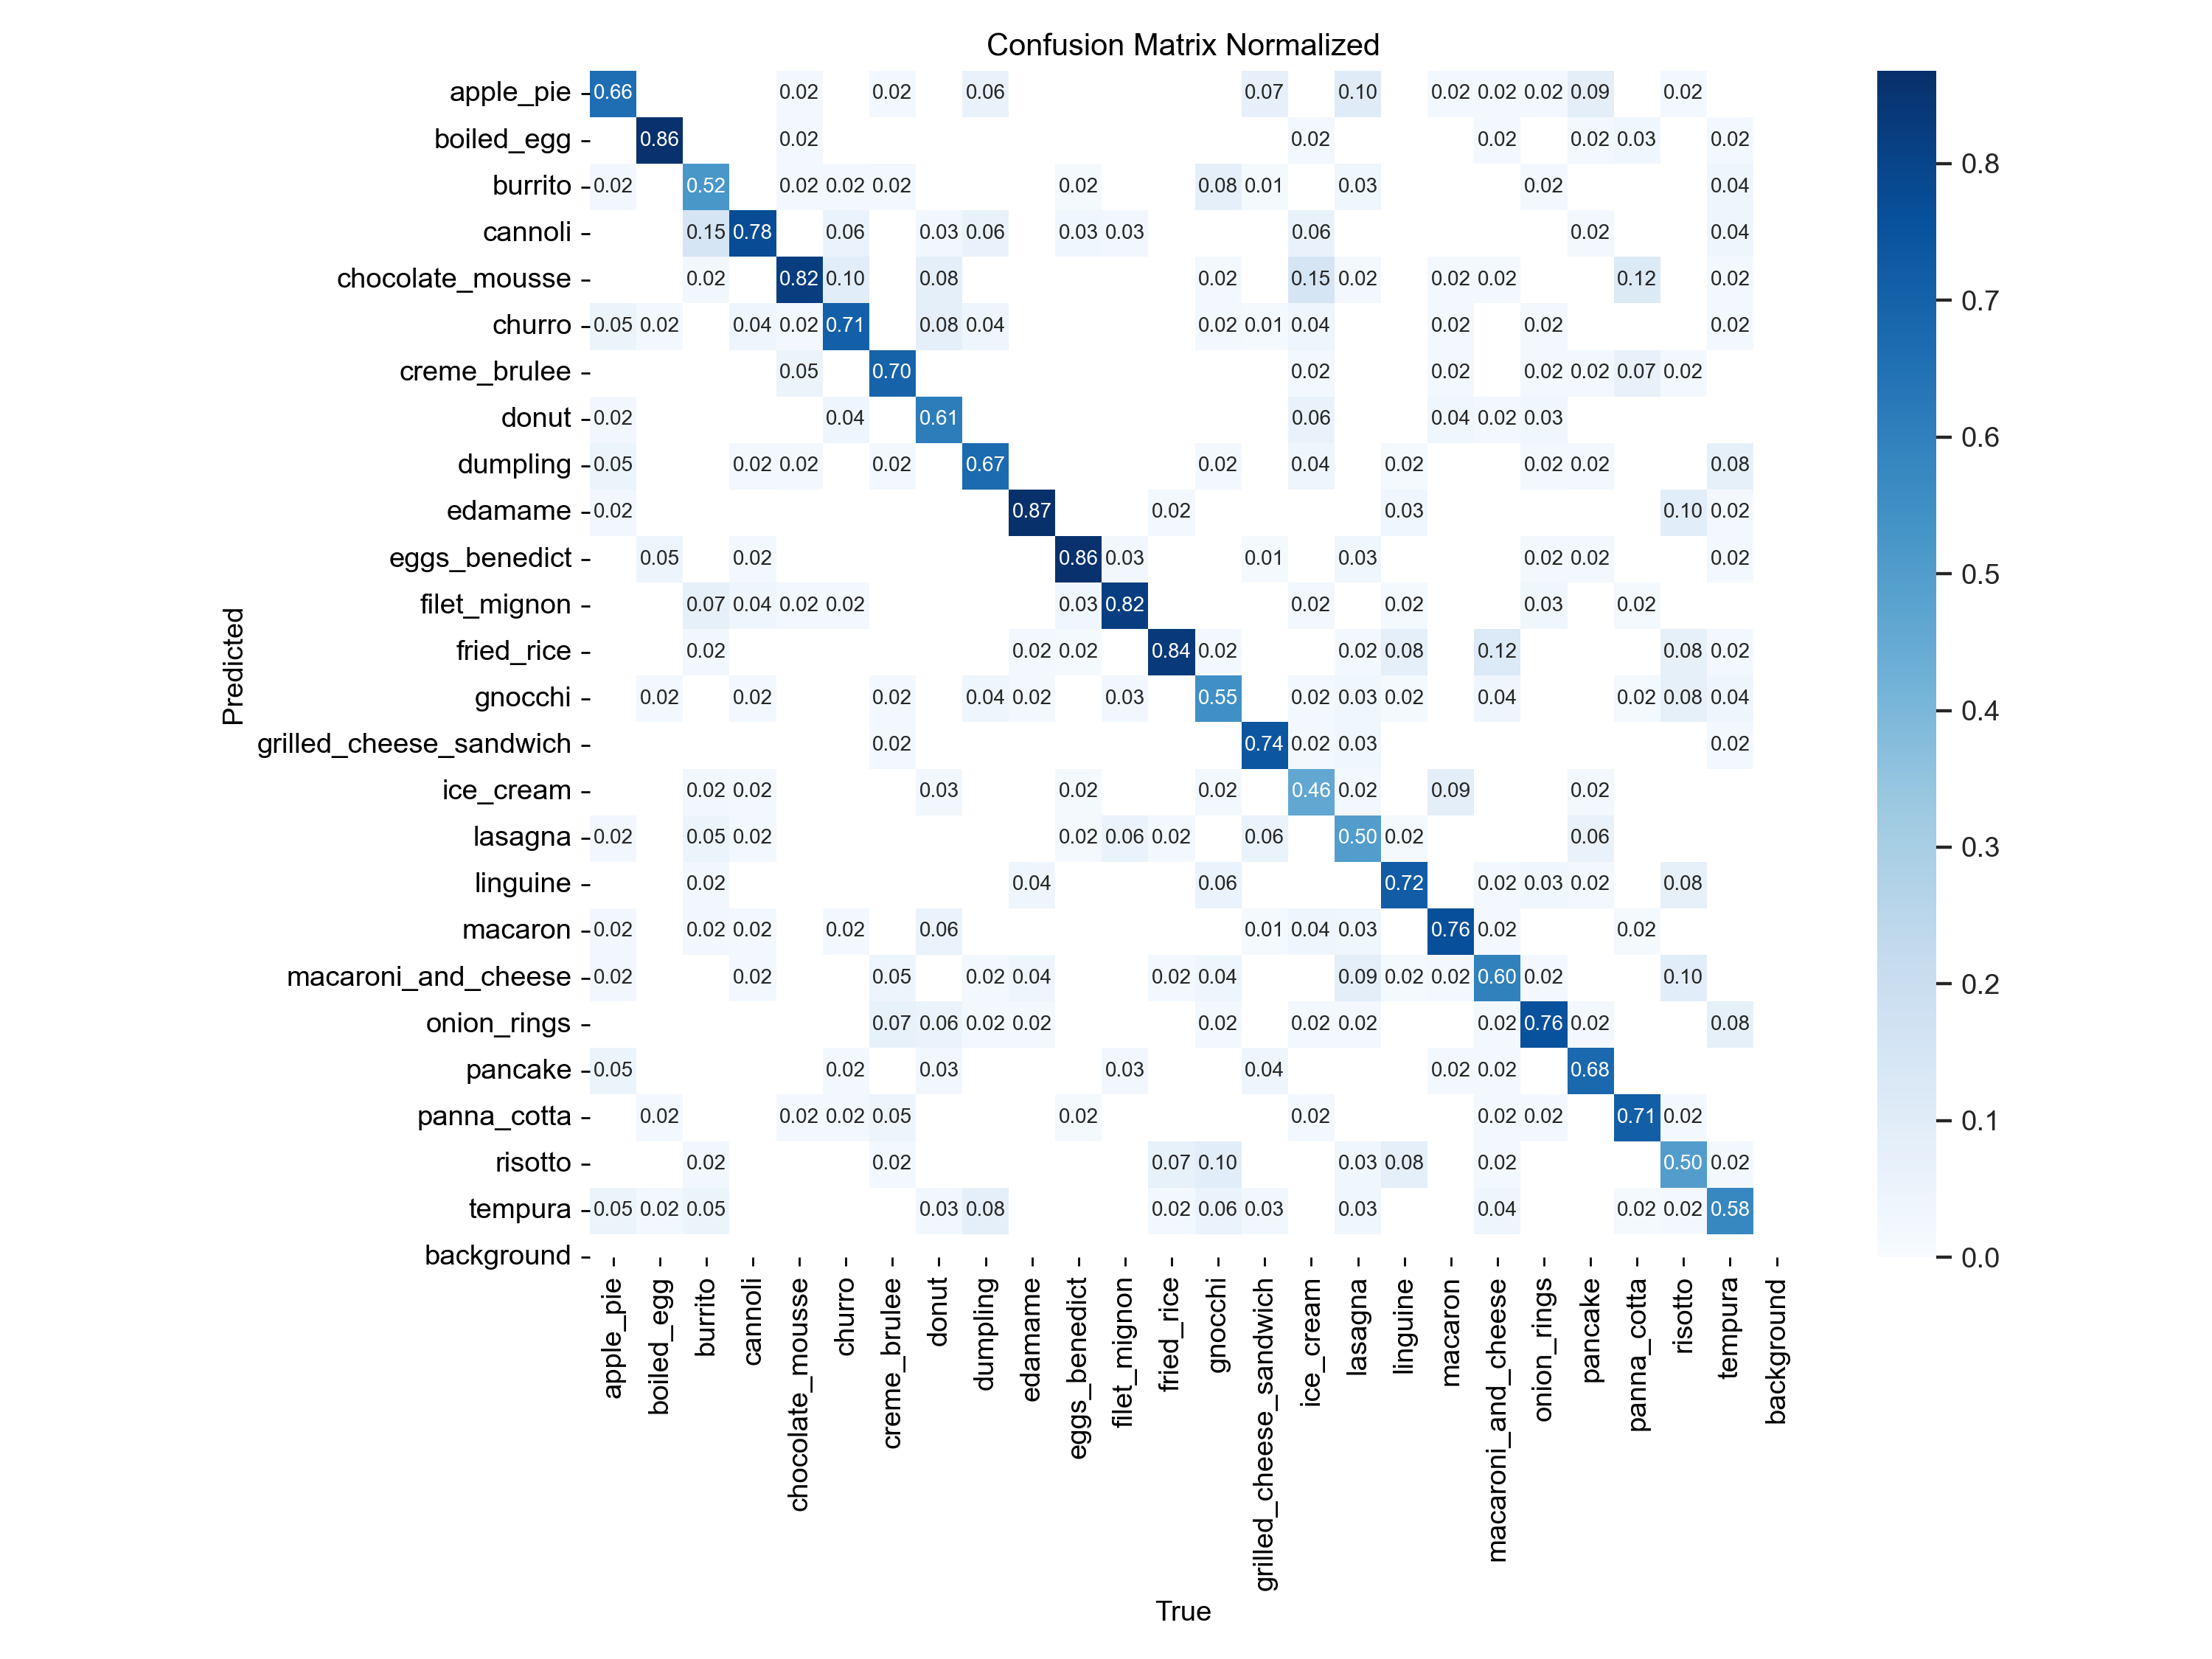 Confusion Matrix Normalized
apple_pie 0.66 0.02 0.02 0.06 0.07 0.10 0.02 0.02 0.02 0.09 0.02
boiled_egg 0.86 0.02 0.02 0.02 0.02 0.03 0.02
burrito 0.02 0.52 0.02 0.02 0.02 0.02 0.08 0.01 0.03 0.02 0.04
cannoli 0.15 0.78 0.06 0.03 0.06 0.03 0.03 0.06 0.02 0.04
chocolate_mousse 0.02 0.82 0.10 0.08 0.02 0.15 0.02 0.02 0.02 0.12 0.02
churro 0.05 0.02 0.04 0.02 0.71 0.08 0.04 0.02 0.01 0.04 0.02 0.02 0.02
creme_brulee 0.05 0.70 0.02 0.02 0.02 0.02 0.07 0.02
donut 0.02 0.04 0.61 0.06 0.04 0.02 0.03
dumpling 0.05 0.02 0.02 0.02 0.67 0.02 0.04 0.02 0.02 0.02 0.08
edamame 0.02 0.87 0.02 0.03 0.10 0.02
eggs_benedict 0.05 0.02 0.86 0.03 0.01 0.03 0.02 0.02 0.02
filet_mignon 0.07 0.04 0.02 0.02 0.03 0.82 0.02 0.02 0.03 0.02
fried_rice 0.02 0.02 0.02 0.84 0.02 0.02 0.08 0.12 0.08 0.02
gnocchi 0.02 0.02 0.02 0.04 0.02 0.03 0.55 0.02 0.03 0.02 0.04 0.02 0.08 0.04
grilled_cheese_sandwich 0.02 0.74 0.02 0.03 0.02
ice_cream 0.02 0.02 0.03 0.02 0.02 0.46 0.02 0.09 0.02
lasagna 0.02 0.05 0.02 0.02 0.06 0.02 0.06 0.50 0.02 0.06
linguine 0.02 0.04 0.06 0.72 0.02 0.03 0.02 0.08
macaron 0.02 0.02 0.02 0.02 0.06 0.01 0.04 0.03 0.76 0.02 0.02
macaroni_and_cheese 0.02 0.02 0.05 0.02 0.04 0.02 0.04 0.09 0.02 0.02 0.60 0.02 0.10
onion_rings 0.07 0.06 0.02 0.02 0.02 0.02 0.02 0.02 0.76 0.02 0.08
pancake 0.05 0.02 0.03 0.03 0.04 0.02 0.02 0.68
panna_cotta 0.02 0.02 0.02 0.05 0.02 0.02 0.02 0.02 0.71 0.02
risotto 0.02 0.02 0.07 0.10 0.03 0.08 0.02 0.50 0.02
tempura 0.05 0.02 0.05 0.03 0.08 0.02 0.06 0.03 0.03 0.04 0.02 0.02 0.58
background
Predicted
apple_pie
boiled_egg
burrito
cannoli
chocolate_mousse
churro
creme_brulee
donut
dumpling
edamame
eggs_benedict
filet_mignon
fried_rice
gnocchi
grilled_cheese_sandwich
ice_cream
lasagna
linguine
macaron
macaroni_and_cheese
onion_rings
pancake
panna_cotta
risotto
tempura
background
True
0.8
0.7
0.6
0.5
0.4
0.3
0.2
0.1
0.0